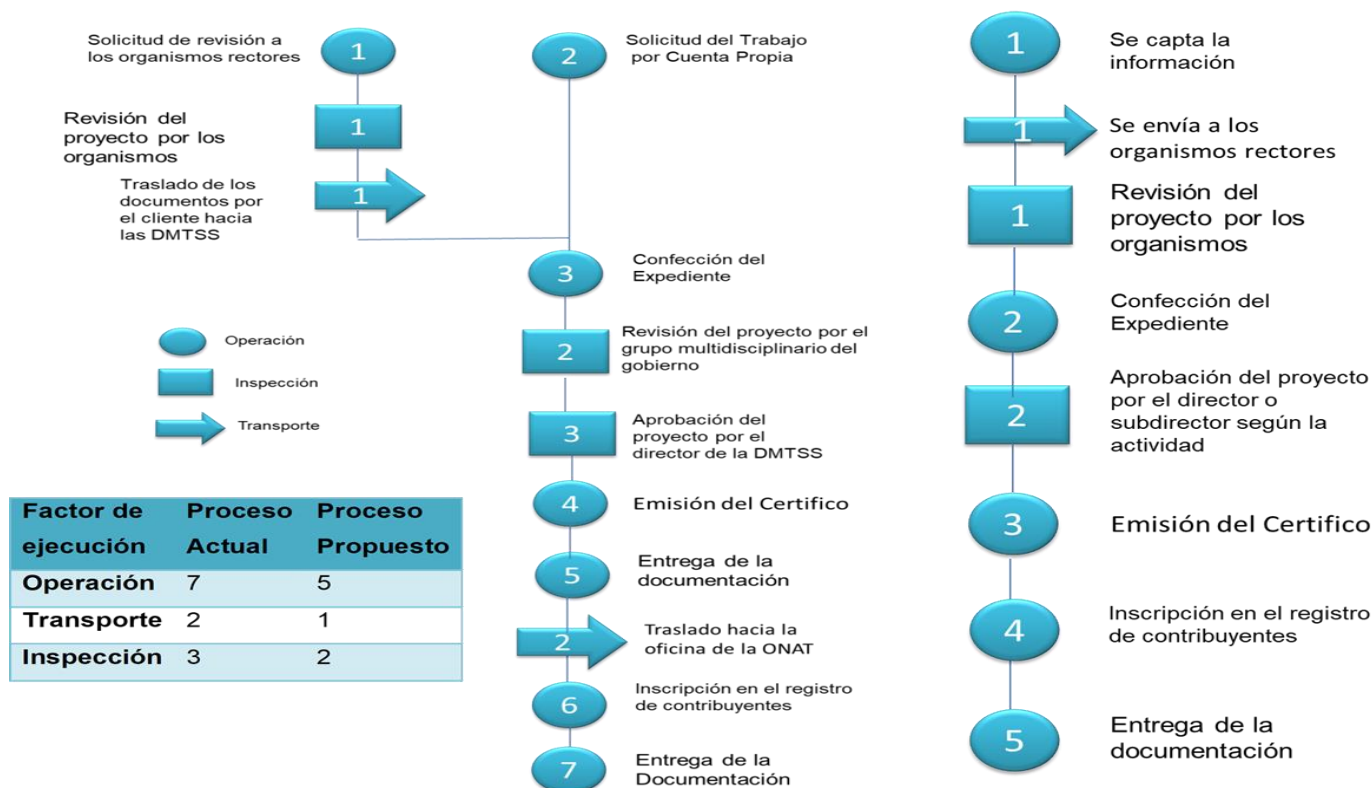 Solicitud de revisión a
los organismos rectores
1
Revisión del
proyecto por los
organismos
1
Traslado de los
documentos por
el cliente hacia
las DMTSS
1
2
Solicitud del Trabajo
por Cuenta Propia
3
Confección del
Expediente
2
Revisión del proyecto por el
grupo multidisciplinario del
gobierno
3
Aprobación del
proyecto por el
director de la DMTSS
4
Emisión del Certifico
5
Entrega de la
documentación
2
Traslado hacia la
oficina de la ONAT
6
Inscripción en el registro
de contribuyentes
7
Entrega de la
Documentación
Operación
Inspección
Transporte
Factor de ejecución Proceso Actual Proceso Propuesto
Operación 7 5
Transporte 2 1
Inspección 3 2
1
Se capta la
información
1
Se envía a los
organismos rectores
1
Revisión del
proyecto por los
organismos
2
Confección del
Expediente
2
Aprobación del proyecto
por el director o
subdirector según la
actividad
3
Emisión del Certifico
4
Inscripción en el registro
de contribuyentes
5
Entrega de la
documentación